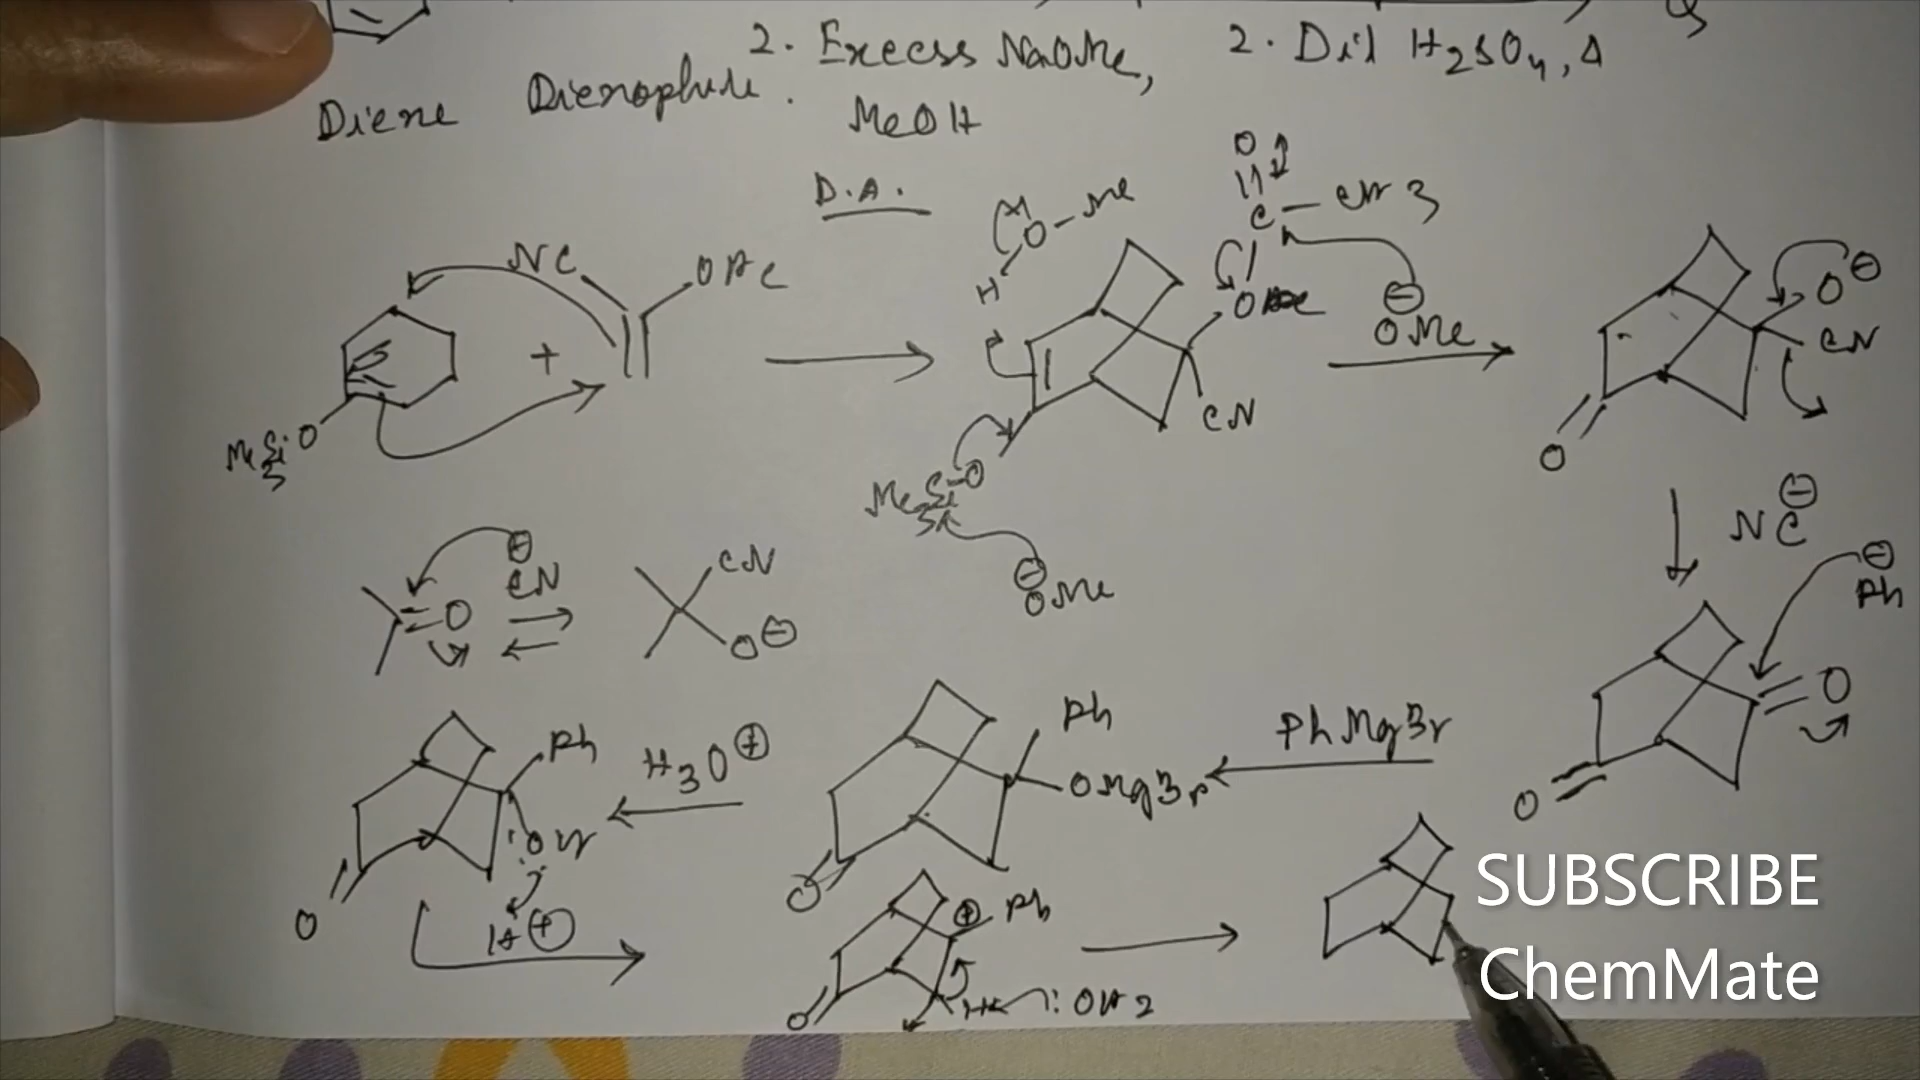 2. Excess NaOMe,
MeOH
2. Dil H2SO4, Δ
Diene Dienophile.
D.A.
NC
OAc
+
Me3SiO
H
O-Me
O
C-CH3
O
CN
Me3Si-O
⊖
OMe
⊖
OMe
O⊖
CN
O
NC⊖
⊖
Ph
O
O
⊖
CN
O
CN
O⊖
PhMgBr
Ph
OMgBr
O
H3O⊕
Ph
OH
O
H⊕
⊕ Ph
H
:OH2
O
SUBSCRIBE
ChemMate